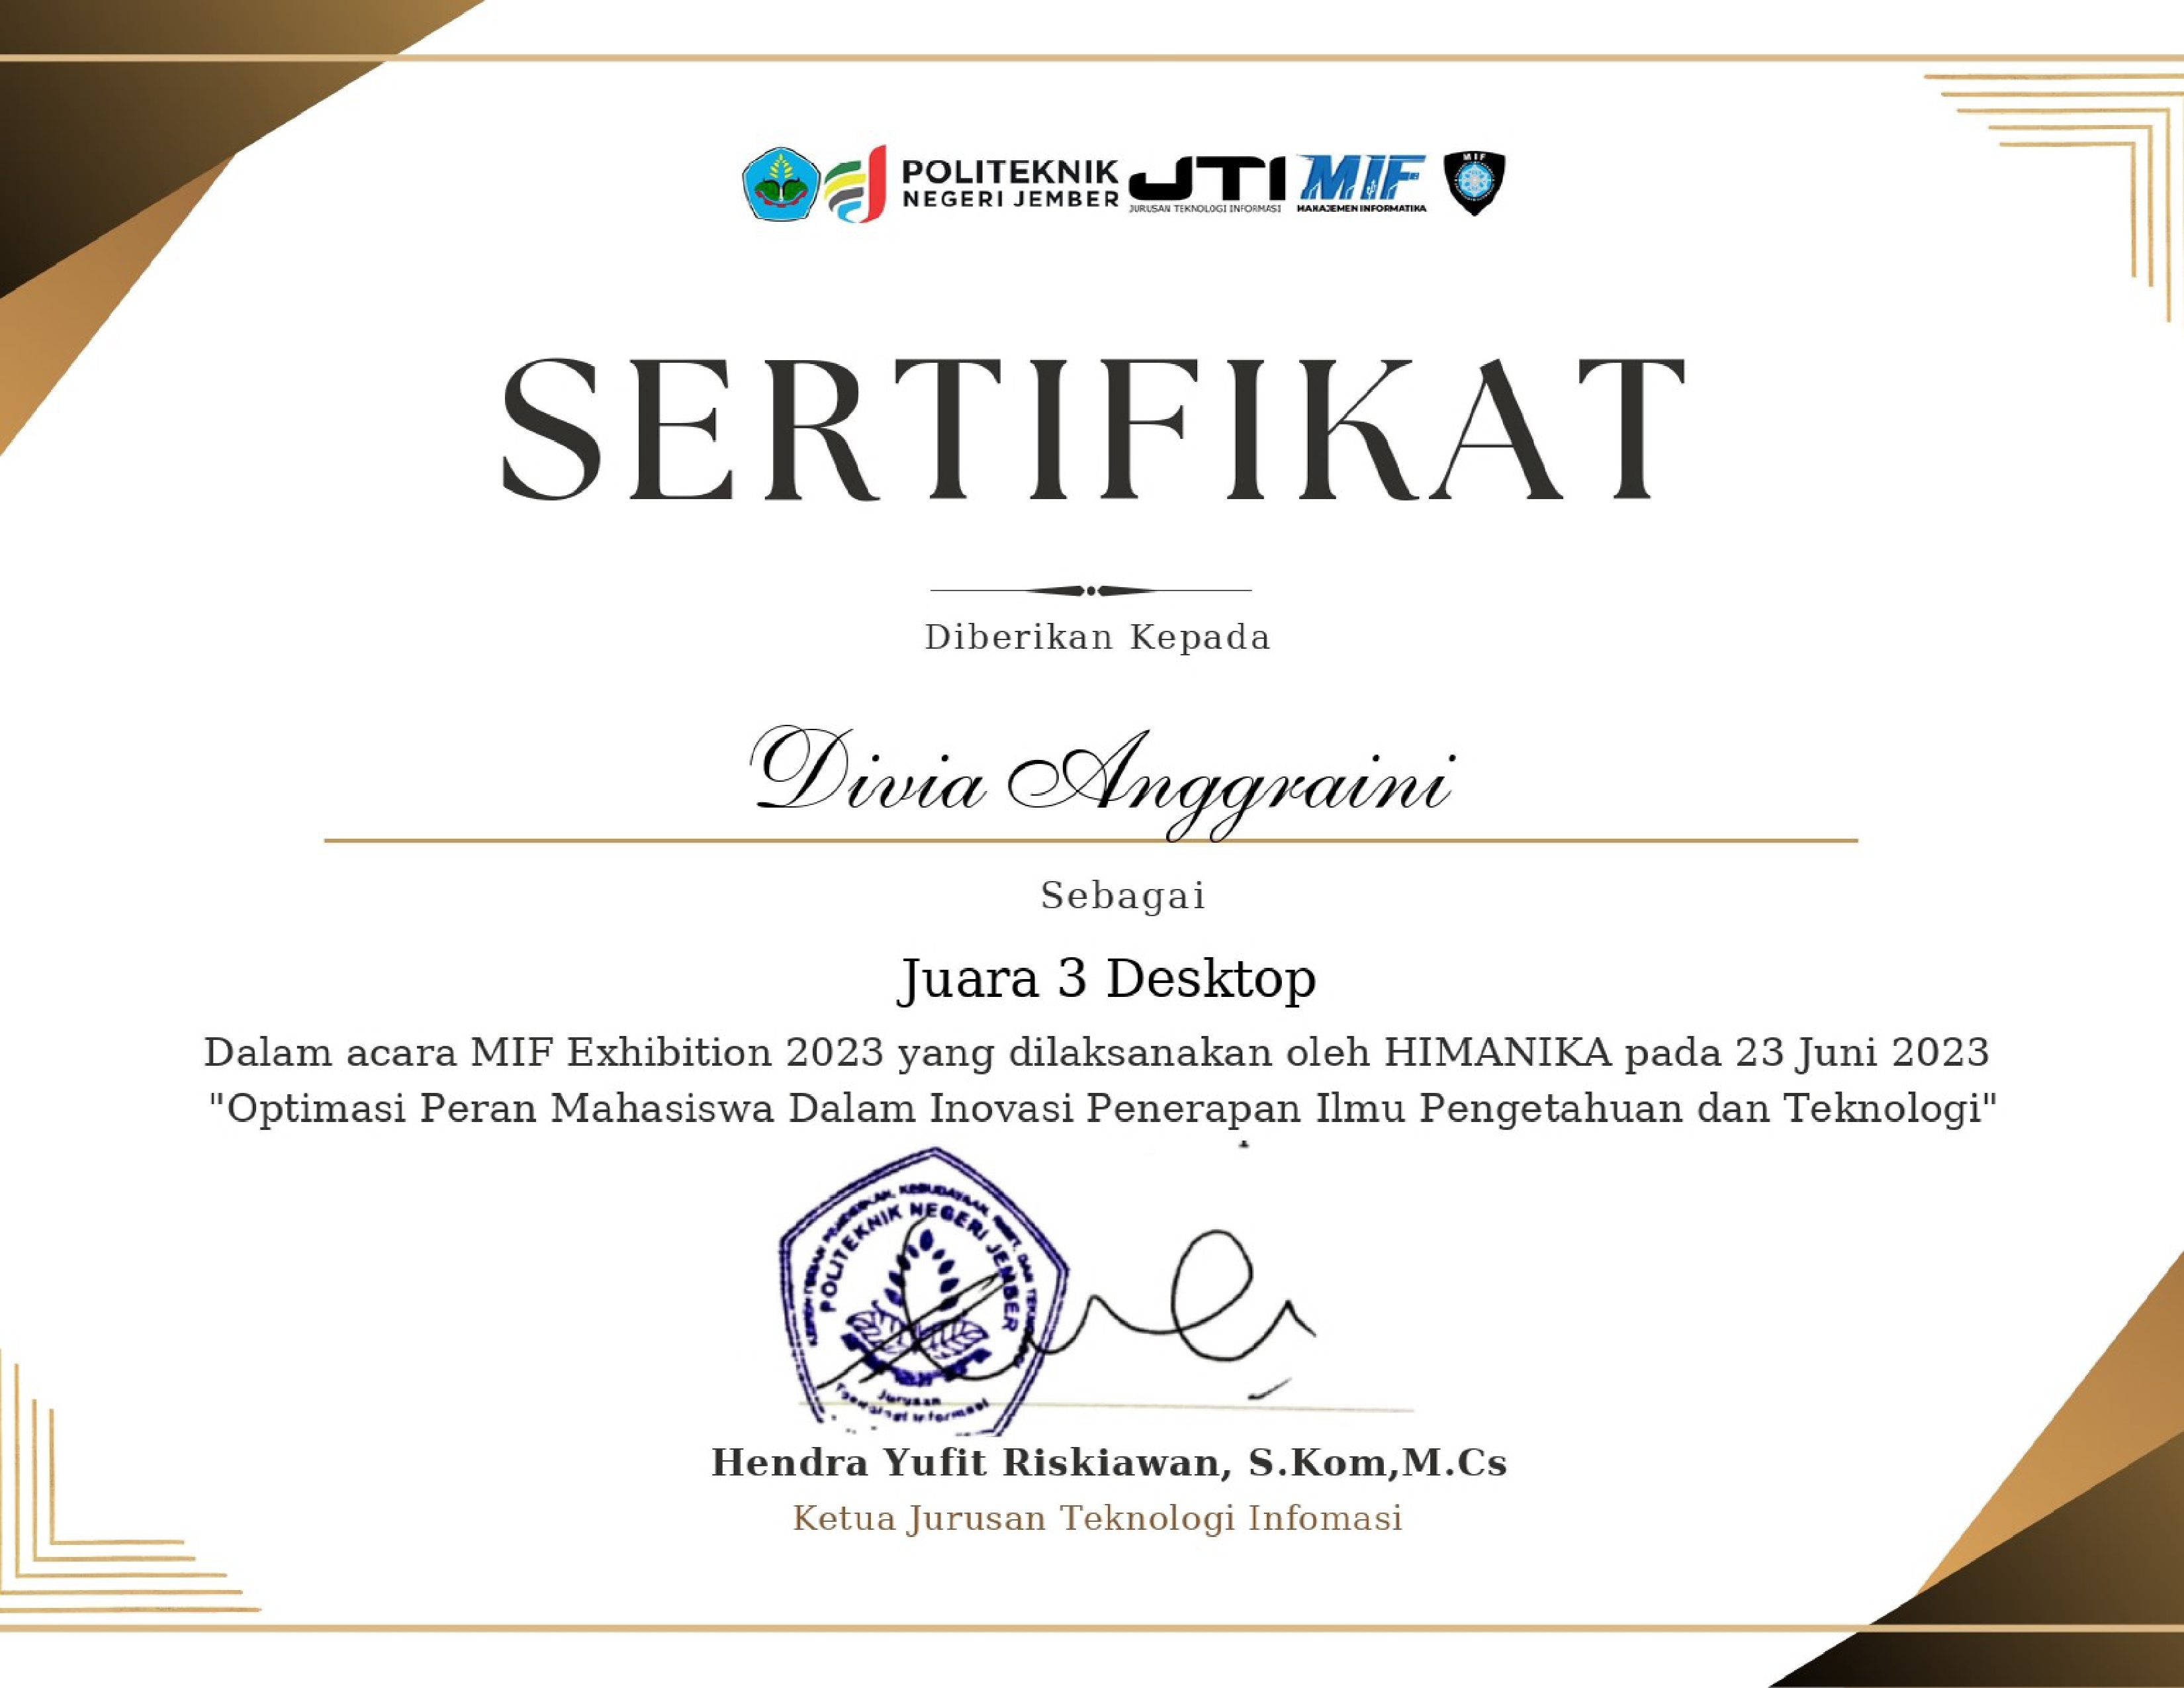 POLITEKNIK
NEGERI JEMBER
JTI
JURUSAN TEKNOLOGI INFORMASI
MIF
MANAJEMEN INFORMATIKA
MIF
SERTIFIKAT
Diberikan Kepada
Divia Anggraini
Sebagai
Juara 3 Desktop
Dalam acara MIF Exhibition 2023 yang dilaksanakan oleh HIMANIKA pada 23 Juni 2023
"Optimasi Peran Mahasiswa Dalam Inovasi Penerapan Ilmu Pengetahuan dan Teknologi"
POLITEKNIK NEGERI JEMBER
Jurusan
Teknologi Informasi
Hendra Yufit Riskiawan, S.Kom,M.Cs
Ketua Jurusan Teknologi Infomasi